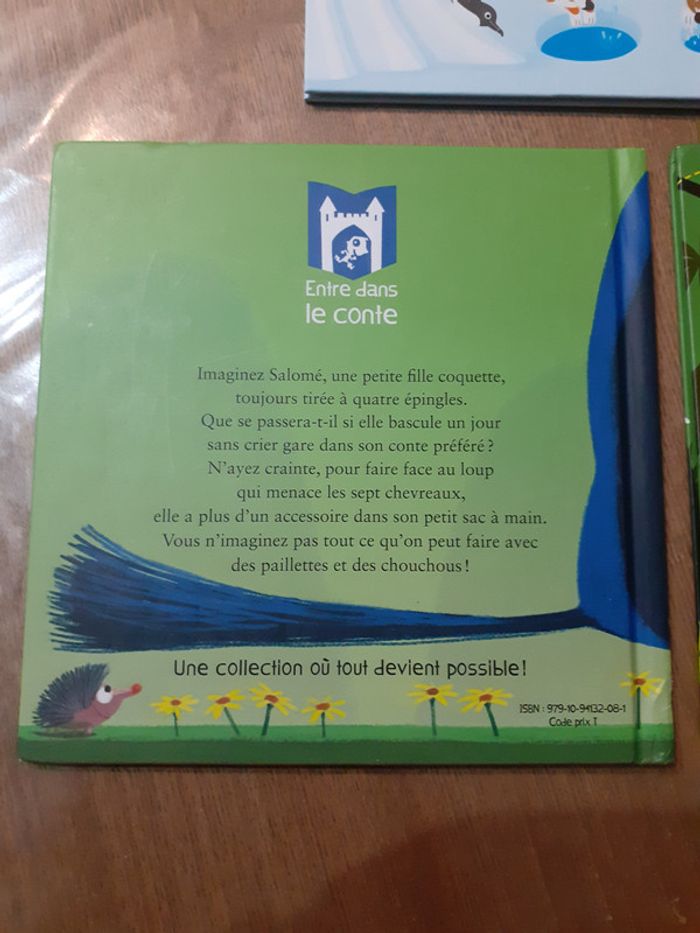 Entre dans
le conte
Imaginez Salomé, une petite fille coquette,
toujours tirée à quatre épingles.
Que se passera-t-il si elle bascule un jour
sans crier gare dans son conte préféré ?
N'ayez crainte, pour faire face au loup
qui menace les sept chevreaux,
elle a plus d'un accessoire dans son petit sac à main.
Vous n'imaginez pas tout ce qu'on peut faire avec
des paillettes et des chouchous !
Une collection où tout devient possible !
ISBN : 979-10-94132-08-1
Code prix 1